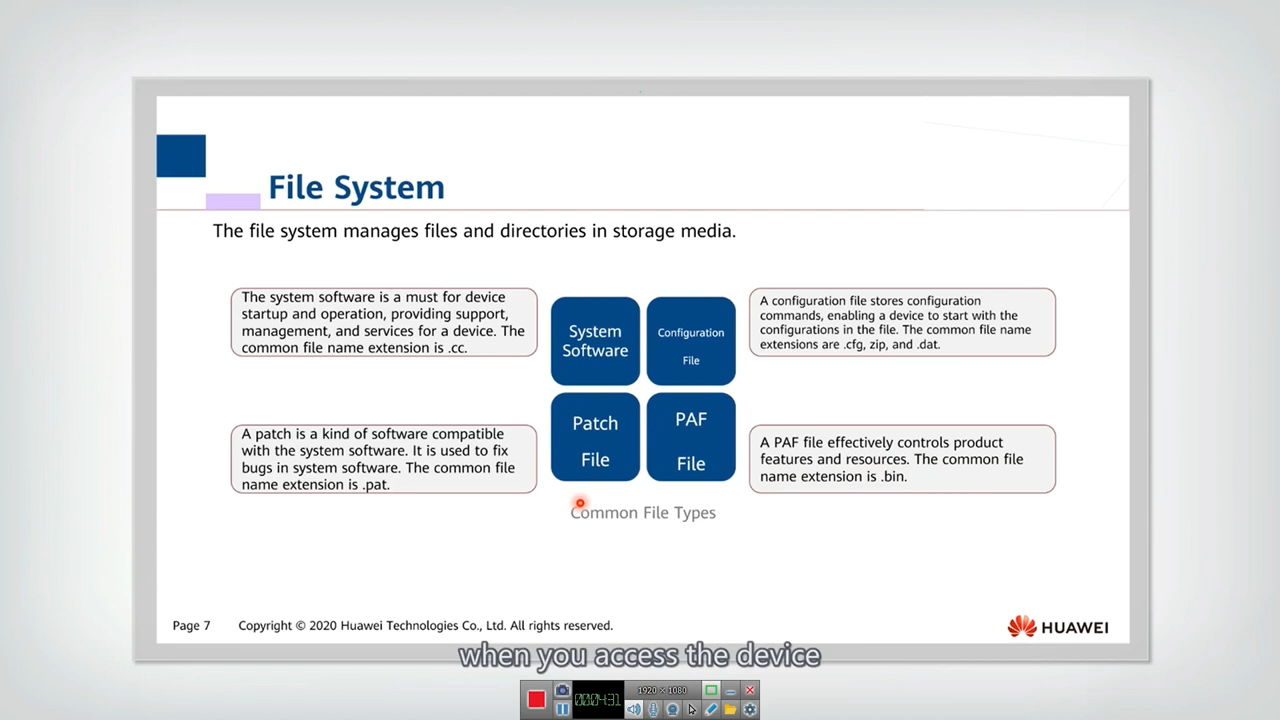 File System
The file system manages files and directories in storage media.
The system software is a must for device
startup and operation, providing support,
management, and services for a device. The
common file name extension is .cc.
System
Software
Configuration
File
A configuration file stores configuration
commands, enabling a device to start with the
configurations in the file. The common file name
extensions are .cfg, zip, and .dat.
A patch is a kind of software compatible
with the system software. It is used to fix
bugs in system software. The common file
name extension is .pat.
Patch
File
PAF
File
A PAF file effectively controls product
features and resources. The common file
name extension is .bin.
Common File Types
Page 7 Copyright © 2020 Huawei Technologies Co., Ltd. All rights reserved.
HUAWEI
when you access the device
1920 × 1080
00:04:31